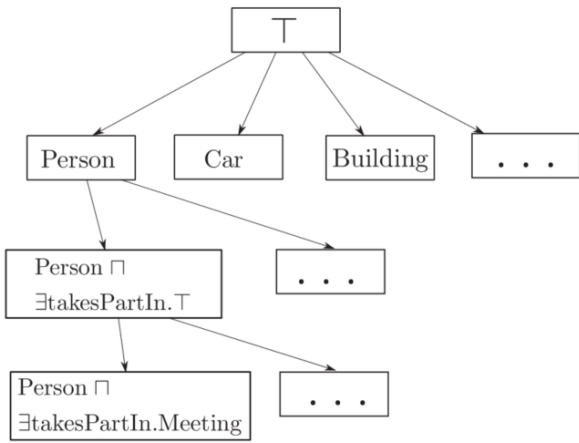 ⊤
Person
Car
Building
. . .
Person ⊓
∃takesPartIn.⊤
. . .
Person ⊓
∃takesPartIn.Meeting
. . .